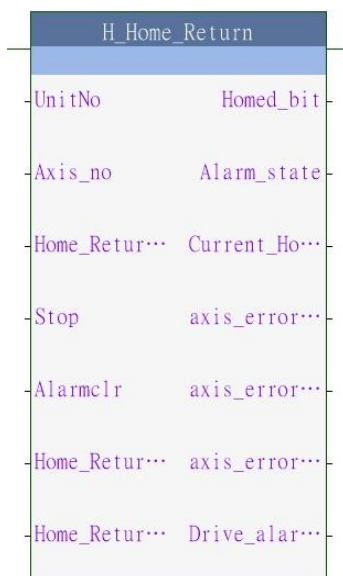 H_Home_Return
UnitNo Homed_bit
Axis_no Alarm_state
Home_Retur··· Current_Ho···
Stop axis_error···
Alarmclr axis_error···
Home_Retur··· axis_error···
Home_Retur··· Drive_alar···